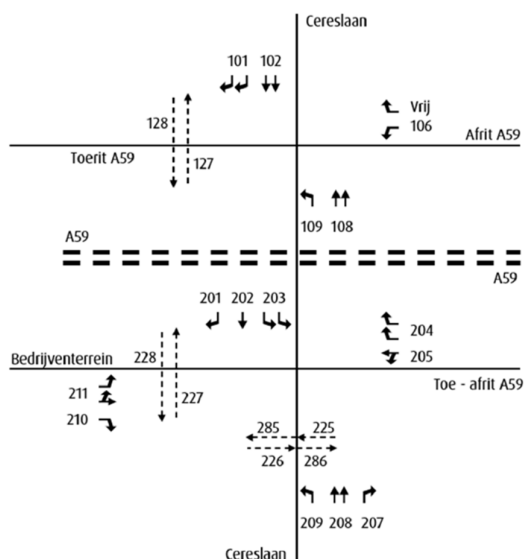 Cereslaan
101 102
Vrij
106
128
Afrit A59
Toerit A59
127
109 108
A59
A59
201 202 203
204
228
205
Bedrijventerrein
Toe - afrit A59
211
227
210
285 225
226 286
209 208 207
Cereslaan